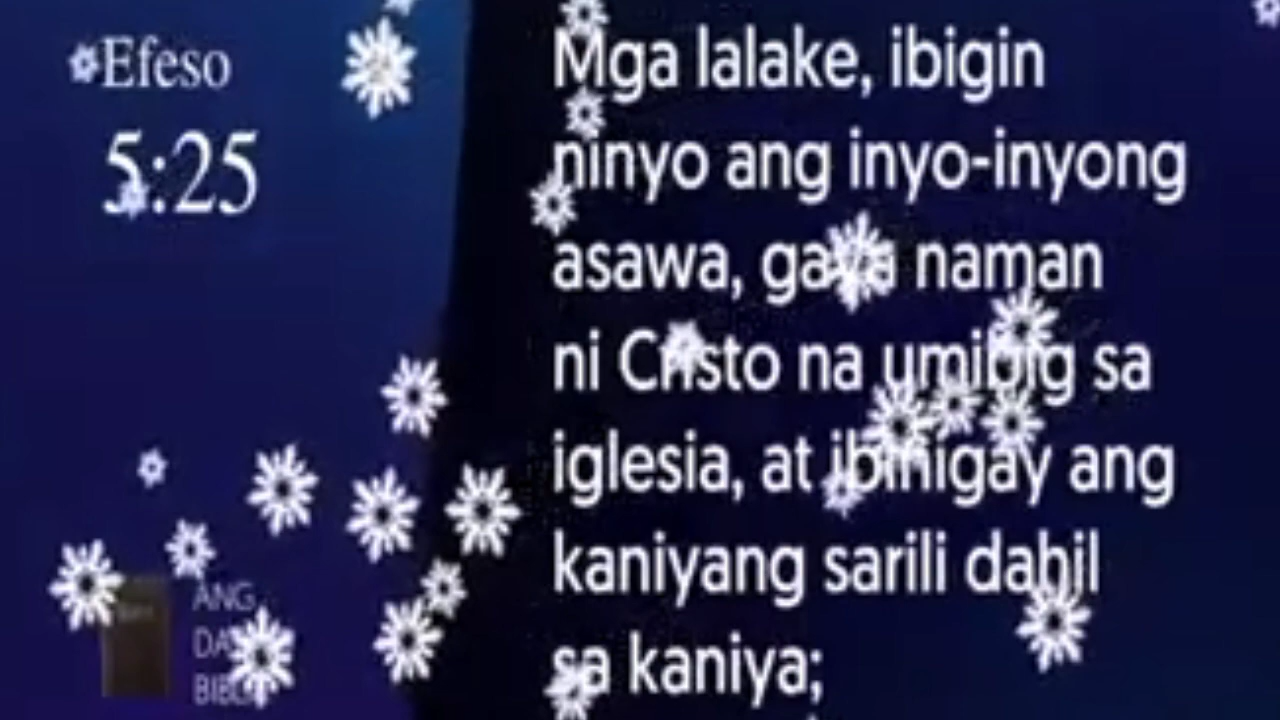 Efeso
5:25
Mga lalake, ibigin
ninyo ang inyo-inyong
asawa, gaya naman
ni Cristo na umibig sa
iglesia, at ibinigay ang
kaniyang sarili dahil
sa kaniya;
ANG